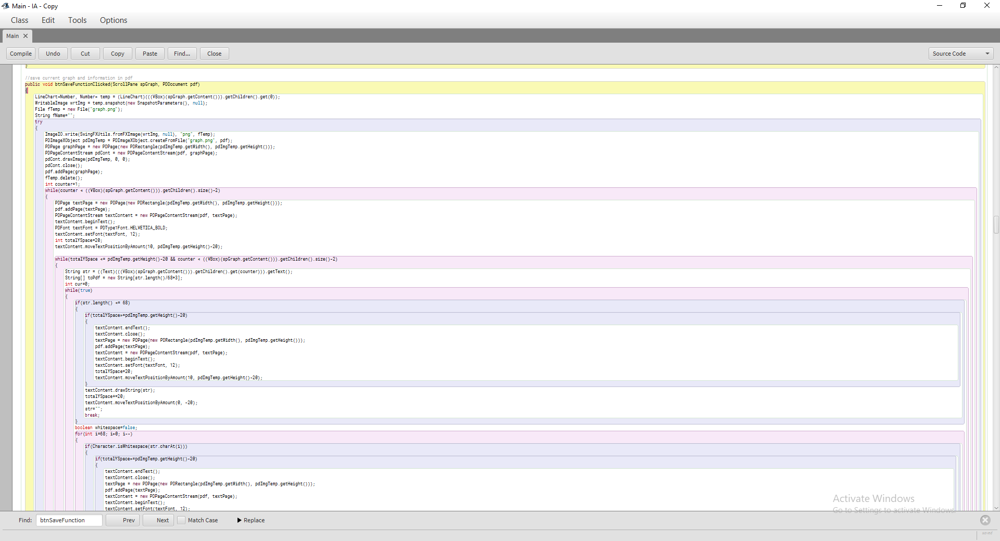 Main - IA - Copy
Class Edit Tools Options
Main
Compile Undo Cut Copy Paste Find... Close Source Code
}
//save current graph and information in pdf
public void btnSaveFunctionClicked(ScrollPane spGraph, PDDocument pdf)
{
LineChart<Number, Number> temp = (LineChart)(((VBox)(spGraph.getContent())).getChildren().get(0));
WritableImage wrtImg = temp.snapshot(new SnapshotParameters(), null);
File fTemp = new File("graph.png");
String fName="";
try
{
ImageIO.write(SwingFXUtils.fromFXImage(wrtImg, null), "png", fTemp);
PDImageXObject pdImgTemp = PDImageXObject.createFromFile("graph.png", pdf);
PDPage graphPage = new PDPage(new PDRectangle(pdImgTemp.getWidth(), pdImgTemp.getHeight()));
PDPageContentStream pdCont = new PDPageContentStream(pdf, graphPage);
pdCont.drawImage(pdImgTemp, 0, 0);
pdCont.close();
pdf.addPage(graphPage);
fTemp.delete();
int counter=1;
while(counter < ((VBox)(spGraph.getContent())).getChildren().size()-2)
{
PDPage textPage = new PDPage(new PDRectangle(pdImgTemp.getWidth(), pdImgTemp.getHeight()));
pdf.addPage(textPage);
PDPageContentStream textContent = new PDPageContentStream(pdf, textPage);
textContent.beginText();
PDFont textFont = PDType1Font.HELVETICA_BOLD;
textContent.setFont(textFont, 12);
int totalYSpace=20;
textContent.moveTextPositionByAmount(10, pdImgTemp.getHeight()-20);
while(totalYSpace <= pdImgTemp.getHeight()-20 && counter < ((VBox)(spGraph.getContent())).getChildren().size()-2)
{
String str = ((Text)(((VBox)(spGraph.getContent())).getChildren().get(counter))).getText();
String[] toPdf = new String[str.length()/68+3];
int cur=0;
while(true)
{
if(str.length() <= 68)
{
if(totalYSpace>=pdImgTemp.getHeight()-20)
{
textContent.endText();
textContent.close();
textPage = new PDPage(new PDRectangle(pdImgTemp.getWidth(), pdImgTemp.getHeight()));
pdf.addPage(textPage);
textContent = new PDPageContentStream(pdf, textPage);
textContent.beginText();
textContent.setFont(textFont, 12);
totalYSpace=20;
textContent.moveTextPositionByAmount(10, pdImgTemp.getHeight()-20);
}
textContent.drawString(str);
totalYSpace+=20;
textContent.moveTextPositionByAmount(0, -20);
str="";
break;
}
boolean whitespace=false;
for(int i=68; i>0; i--)
{
if(Character.isWhitespace(str.charAt(i)))
{
if(totalYSpace>=pdImgTemp.getHeight()-20)
{
textContent.endText();
textContent.close();
textPage = new PDPage(new PDRectangle(pdImgTemp.getWidth(), pdImgTemp.getHeight()));
pdf.addPage(textPage);
textContent = new PDPageContentStream(pdf, textPage);
textContent.beginText();
textContent.setFont(textFont, 12);
Activate Windows
Go to Settings to activate Windows.
Find: btnSaveFunction Prev Next Match Case Replace
saved